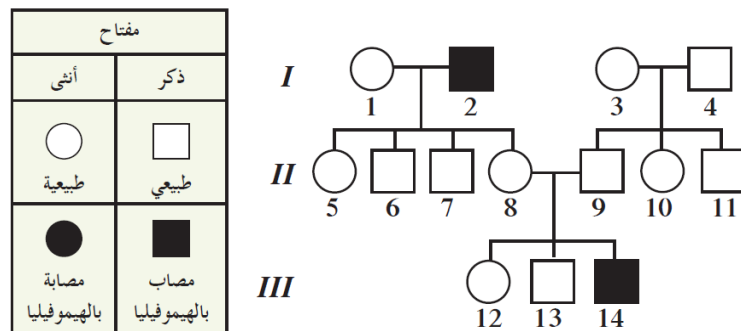 مفتاح
ذكر أنثى
طبيعي طبيعية
مصاب بالهيموفيليا
مصابة بالهيموفيليا
I
1 2 3 4
II
5 6 7 8 9 10 11
III
12 13 14